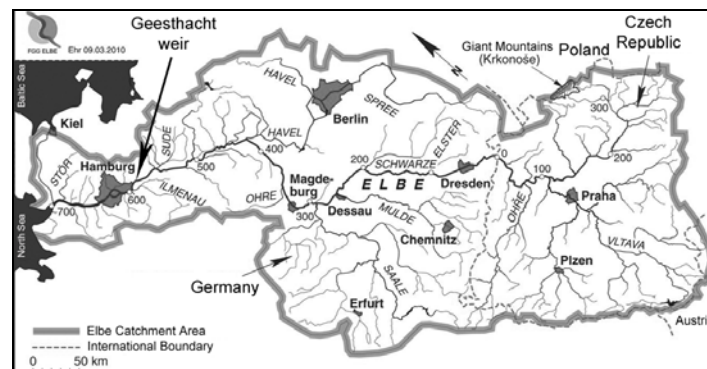 FGG ELBE
Ehr 09.03.2010
Geesthacht
weir
Czech
Republic
Giant Mountains
(Krkonoše)
Poland
Baltic Sea
Kiel
N
HAVEL
SPREE
Berlin
300
STÖR
SUDE
HAVEL
400
ELSTER
0
Hamburg
500
200
SCHWARZE
100
200
600
ILMENAU
OHRE
Magde-
burg
ELBE
Dresden
OHŘE
Praha
700
300
Dessau
MULDE
Chemnitz
VLTAVA
North Sea
Germany
SAALE
Plzen
Erfurt
Elbe Catchment Area
International Boundary
0 50 km
Austri